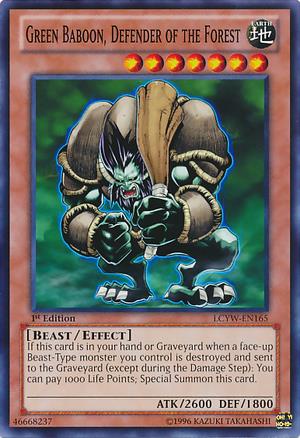 GREEN BABOON, DEFENDER OF THE FOREST
EARTH
地
1st Edition
LCYW-EN165
[BEAST / EFFECT]
If this card is in your hand or Graveyard when a face-up
Beast-Type monster you control is destroyed and sent
to the Graveyard (except during the Damage Step): You
can pay 1000 Life Points; Special Summon this card.
ATK/2600 DEF/1800
46668237
©1996 KAZUKI TAKAHASHI